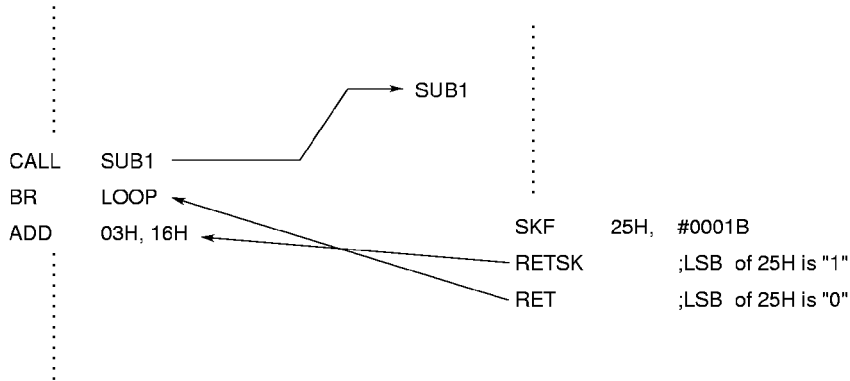 SUB1
CALL SUB1
BR LOOP
ADD 03H, 16H
SKF 25H, #0001B
RETSK ;LSB of 25H is "1"
RET ;LSB of 25H is "0"